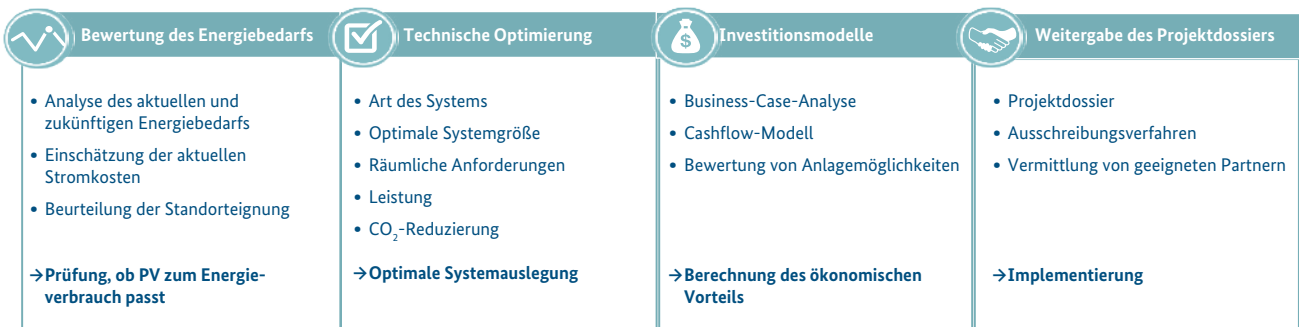 Bewertung des Energiebedarfs
• Analyse des aktuellen und
zukünftigen Energiebedarfs
• Einschätzung der aktuellen
Stromkosten
• Beurteilung der Standorteignung
→Prüfung, ob PV zum Energie-
verbrauch passt
Technische Optimierung
• Art des Systems
• Optimale Systemgröße
• Räumliche Anforderungen
• Leistung
• CO₂-Reduzierung
→Optimale Systemauslegung
$
Investitionsmodelle
• Business-Case-Analyse
• Cashflow-Modell
• Bewertung von Anlagemöglichkeiten
→Berechnung des ökonomischen
Vorteils
Weitergabe des Projektdossiers
• Projektdossier
• Ausschreibungsverfahren
• Vermittlung von geeigneten Partnern
→Implementierung